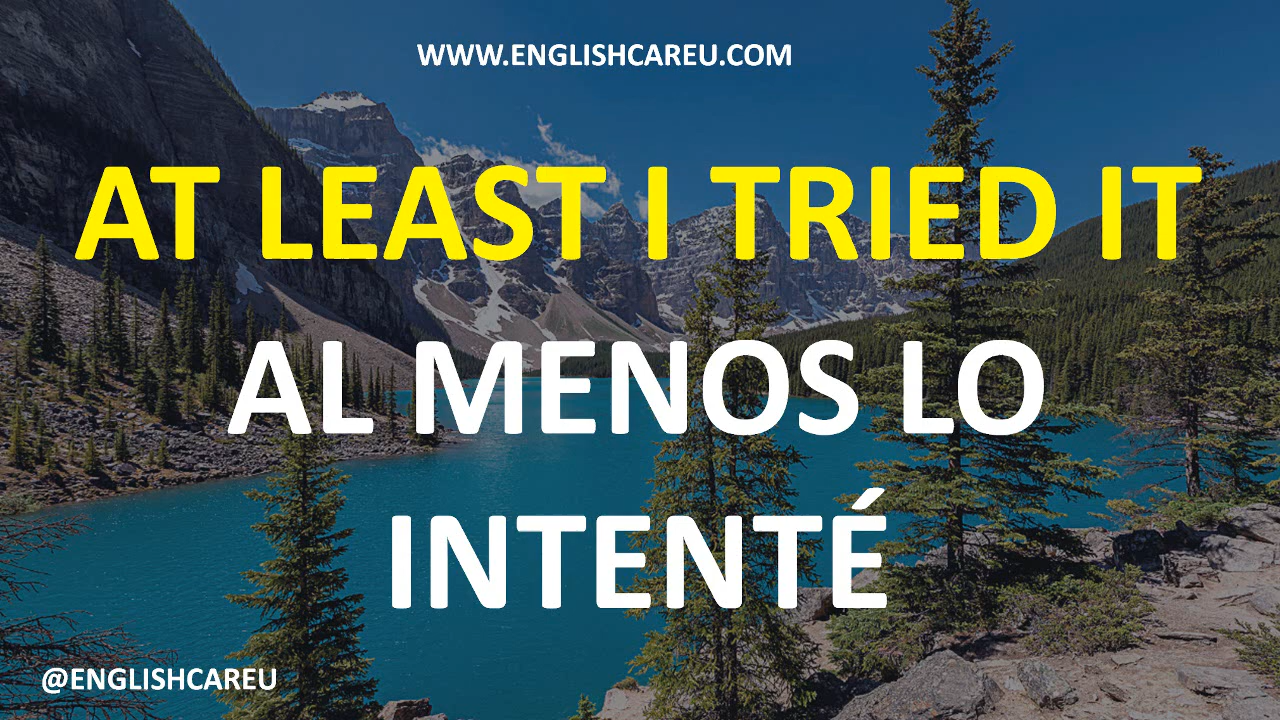 WWW.ENGLISHCAREU.COM
AT LEAST I TRIED IT
AL MENOS LO
INTENTÉ
@ENGLISHCAREU